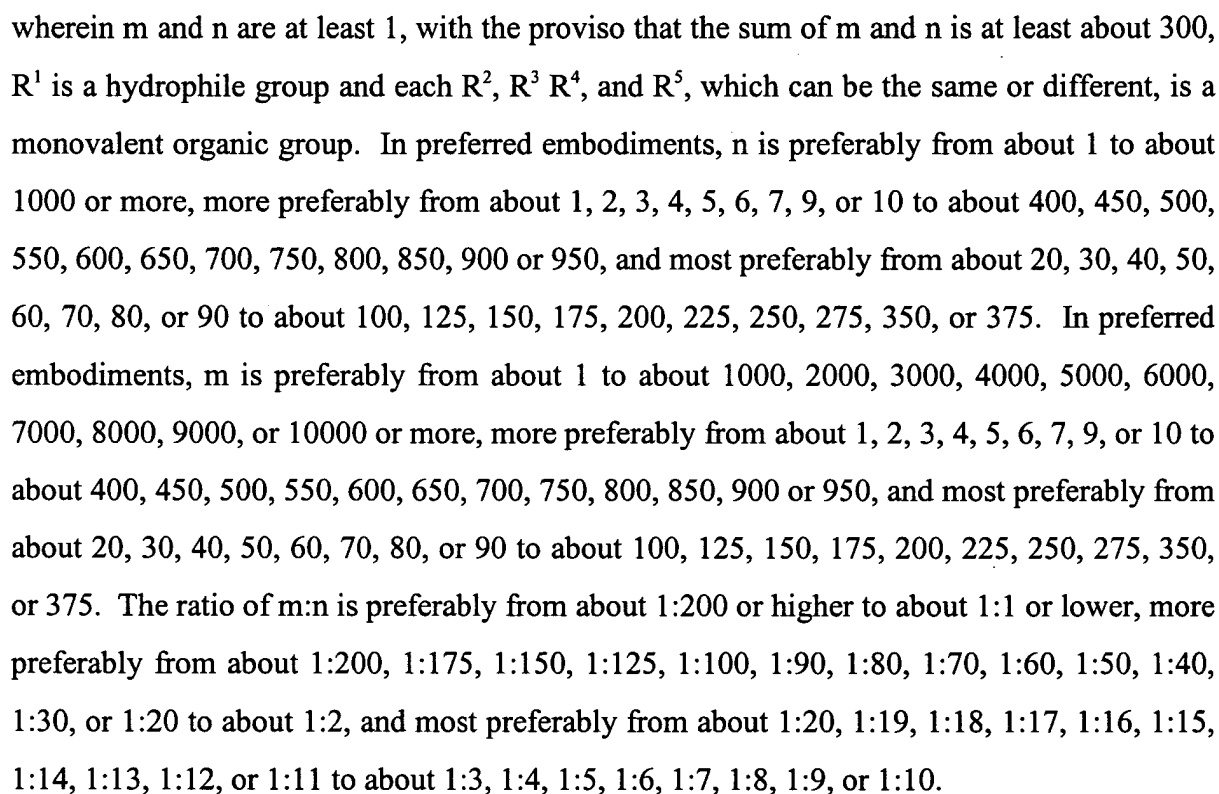 wherein m and n are at least 1, with the proviso that the sum of m and n is at least about 300,
R¹ is a hydrophile group and each R², R³ R⁴, and R⁵, which can be the same or different, is a
monovalent organic group. In preferred embodiments, n is preferably from about 1 to about
1000 or more, more preferably from about 1, 2, 3, 4, 5, 6, 7, 9, or 10 to about 400, 450, 500,
550, 600, 650, 700, 750, 800, 850, 900 or 950, and most preferably from about 20, 30, 40, 50,
60, 70, 80, or 90 to about 100, 125, 150, 175, 200, 225, 250, 275, 350, or 375. In preferred
embodiments, m is preferably from about 1 to about 1000, 2000, 3000, 4000, 5000, 6000,
7000, 8000, 9000, or 10000 or more, more preferably from about 1, 2, 3, 4, 5, 6, 7, 9, or 10 to
about 400, 450, 500, 550, 600, 650, 700, 750, 800, 850, 900 or 950, and most preferably from
about 20, 30, 40, 50, 60, 70, 80, or 90 to about 100, 125, 150, 175, 200, 225, 250, 275, 350,
or 375. The ratio of m:n is preferably from about 1:200 or higher to about 1:1 or lower, more
preferably from about 1:200, 1:175, 1:150, 1:125, 1:100, 1:90, 1:80, 1:70, 1:60, 1:50, 1:40,
1:30, or 1:20 to about 1:2, and most preferably from about 1:20, 1:19, 1:18, 1:17, 1:16, 1:15,
1:14, 1:13, 1:12, or 1:11 to about 1:3, 1:4, 1:5, 1:6, 1:7, 1:8, 1:9, or 1:10.